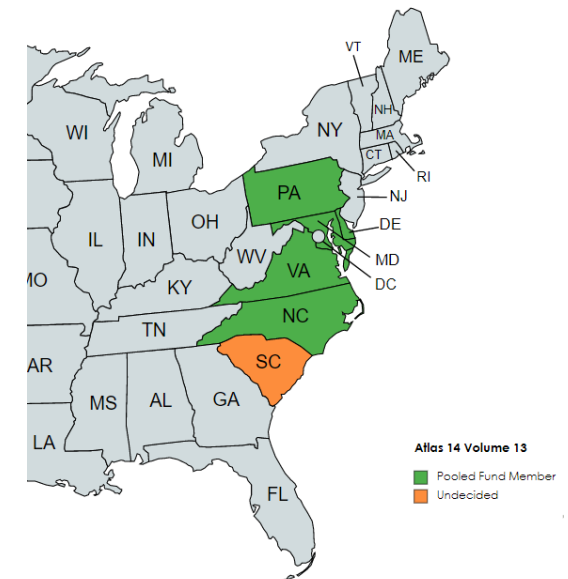 VT
ME
NH
WI
NY
MA
MI
CT
RI
PA
NJ
OH
DE
IL
IN
WV
MD
VA
DC
MO
KY
NC
TN
SC
AR
MS
AL
GA
LA
Atlas 14 Volume 13
Pooled Fund Member
Undecided
FL